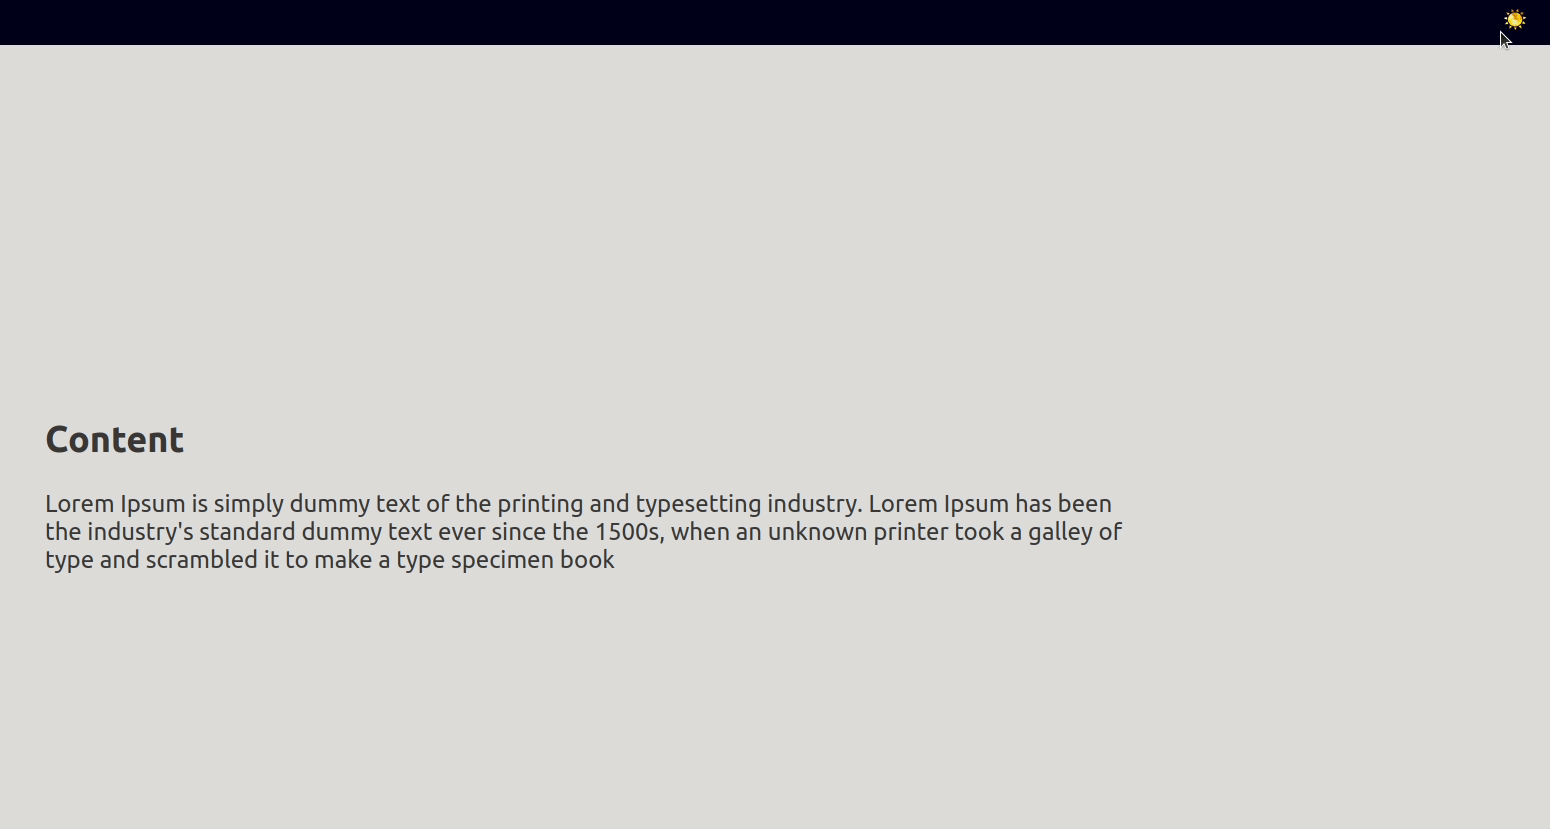 Content
Lorem Ipsum is simply dummy text of the printing and typesetting industry. Lorem Ipsum has been
the industry's standard dummy text ever since the 1500s, when an unknown printer took a galley of
type and scrambled it to make a type specimen book